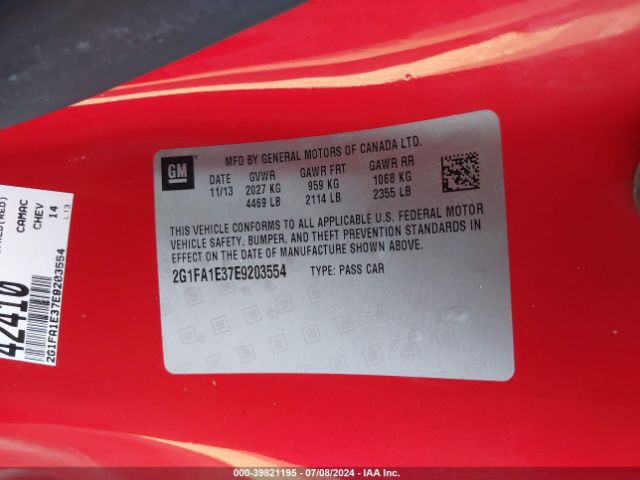 GM
MFD BY GENERAL MOTORS OF CANADA LTD.
DATE GVWR GAWR FRT GAWR RR
11/13 2027 KG 959 KG 1068 KG
4469 LB 2114 LB 2355 LB
THIS VEHICLE CONFORMS TO ALL APPLICABLE U.S. FEDERAL MOTOR
VEHICLE SAFETY, BUMPER, AND THEFT PREVENTION STANDARDS IN
EFFECT ON THE DATE OF MANUFACTURE SHOWN ABOVE.
2G1FA1E37E9203554 TYPE: PASS CAR
CAMAC
CHEV
14
L13
42410
2G1FA1E37E9203554
000-39821195 - 07/08/2024 - IAA Inc.